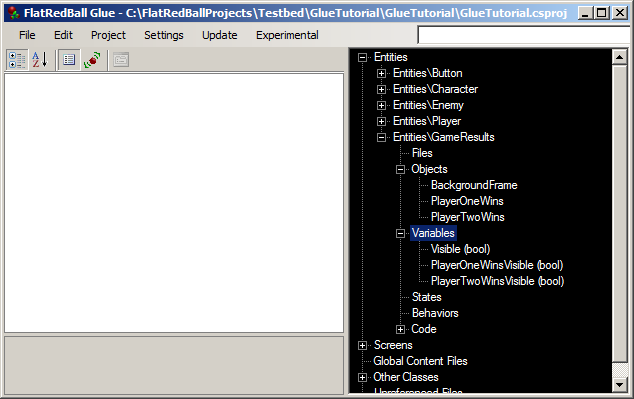 FlatRedBall Glue - C:\FlatRedBallProjects\Testbed\GlueTutorial\GlueTutorial\GlueTutorial.csproj
File Edit Project Settings Update Experimental
Entities
Entities\Button
Entities\Character
Entities\Enemy
Entities\Player
Entities\GameResults
Files
Objects
BackgroundFrame
PlayerOneWins
PlayerTwoWins
Variables
Visible (bool)
PlayerOneWinsVisible (bool)
PlayerTwoWinsVisible (bool)
States
Behaviors
Code
Screens
Global Content Files
Other Classes
Unreferenced Files